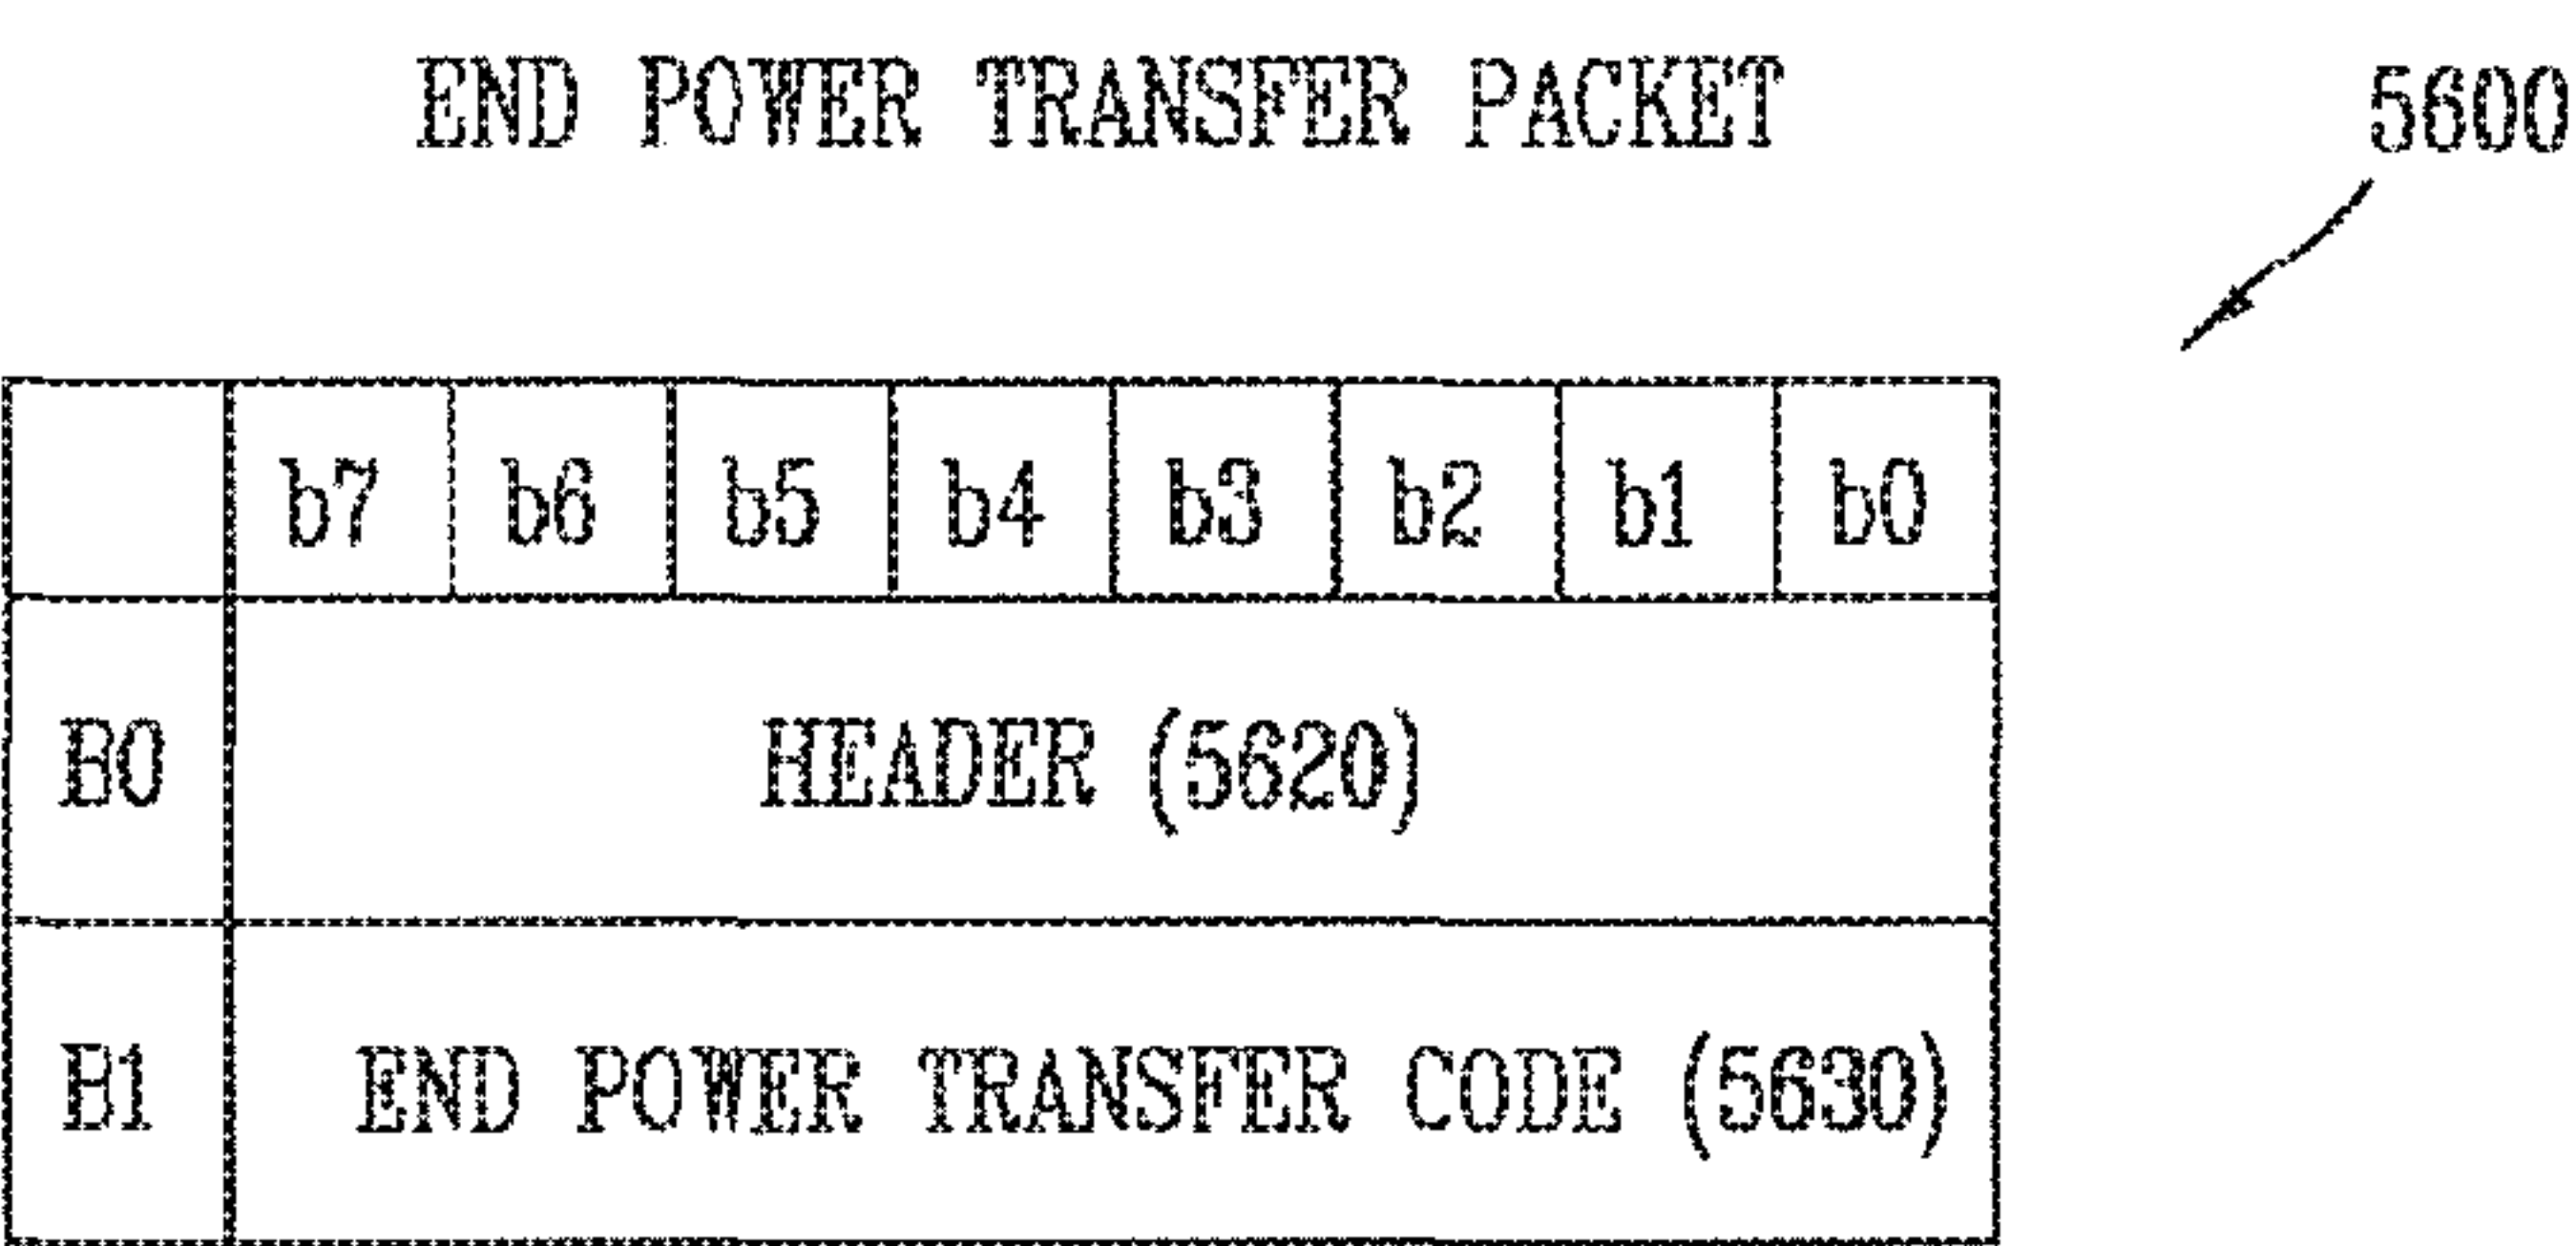 END POWER TRANSFER PACKET
5600
b7 b6 b5 b4 b3 b2 b1 b0
B0 HEADER (5620)
B1 END POWER TRANSFER CODE (5630)